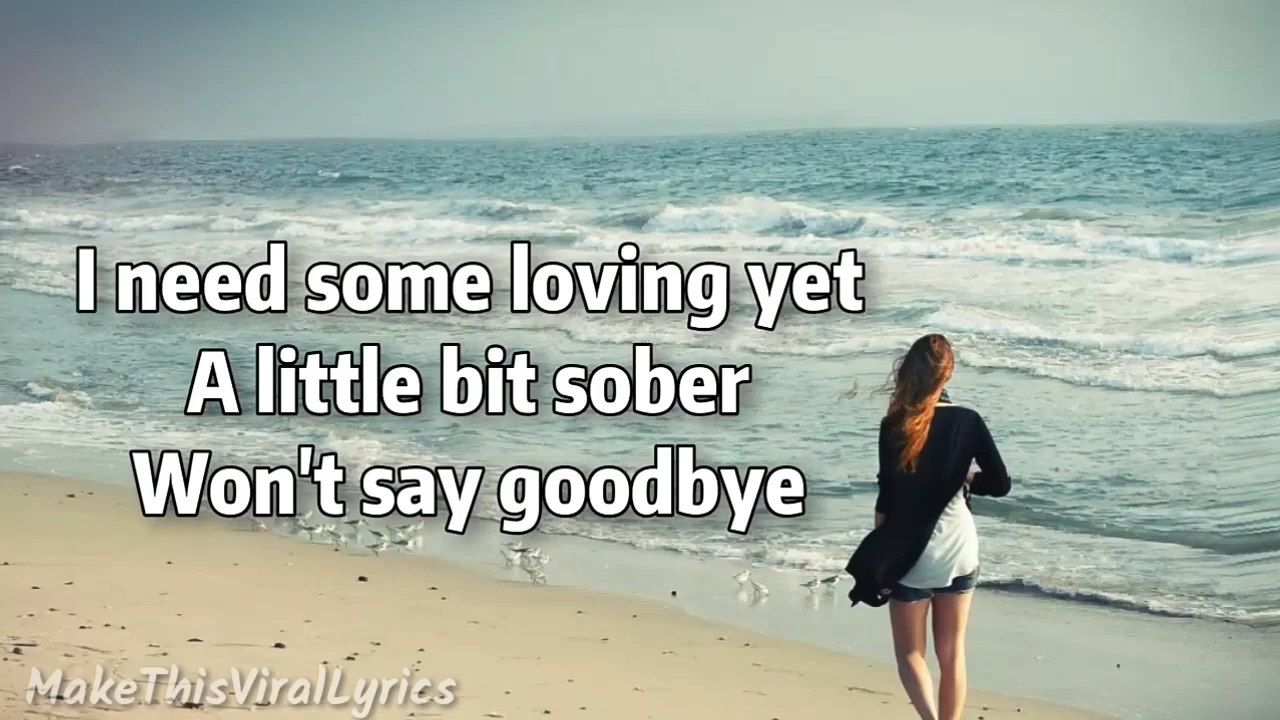 I need some loving yet
A little bit sober
Won't say goodbye
MakeThisViralLyrics